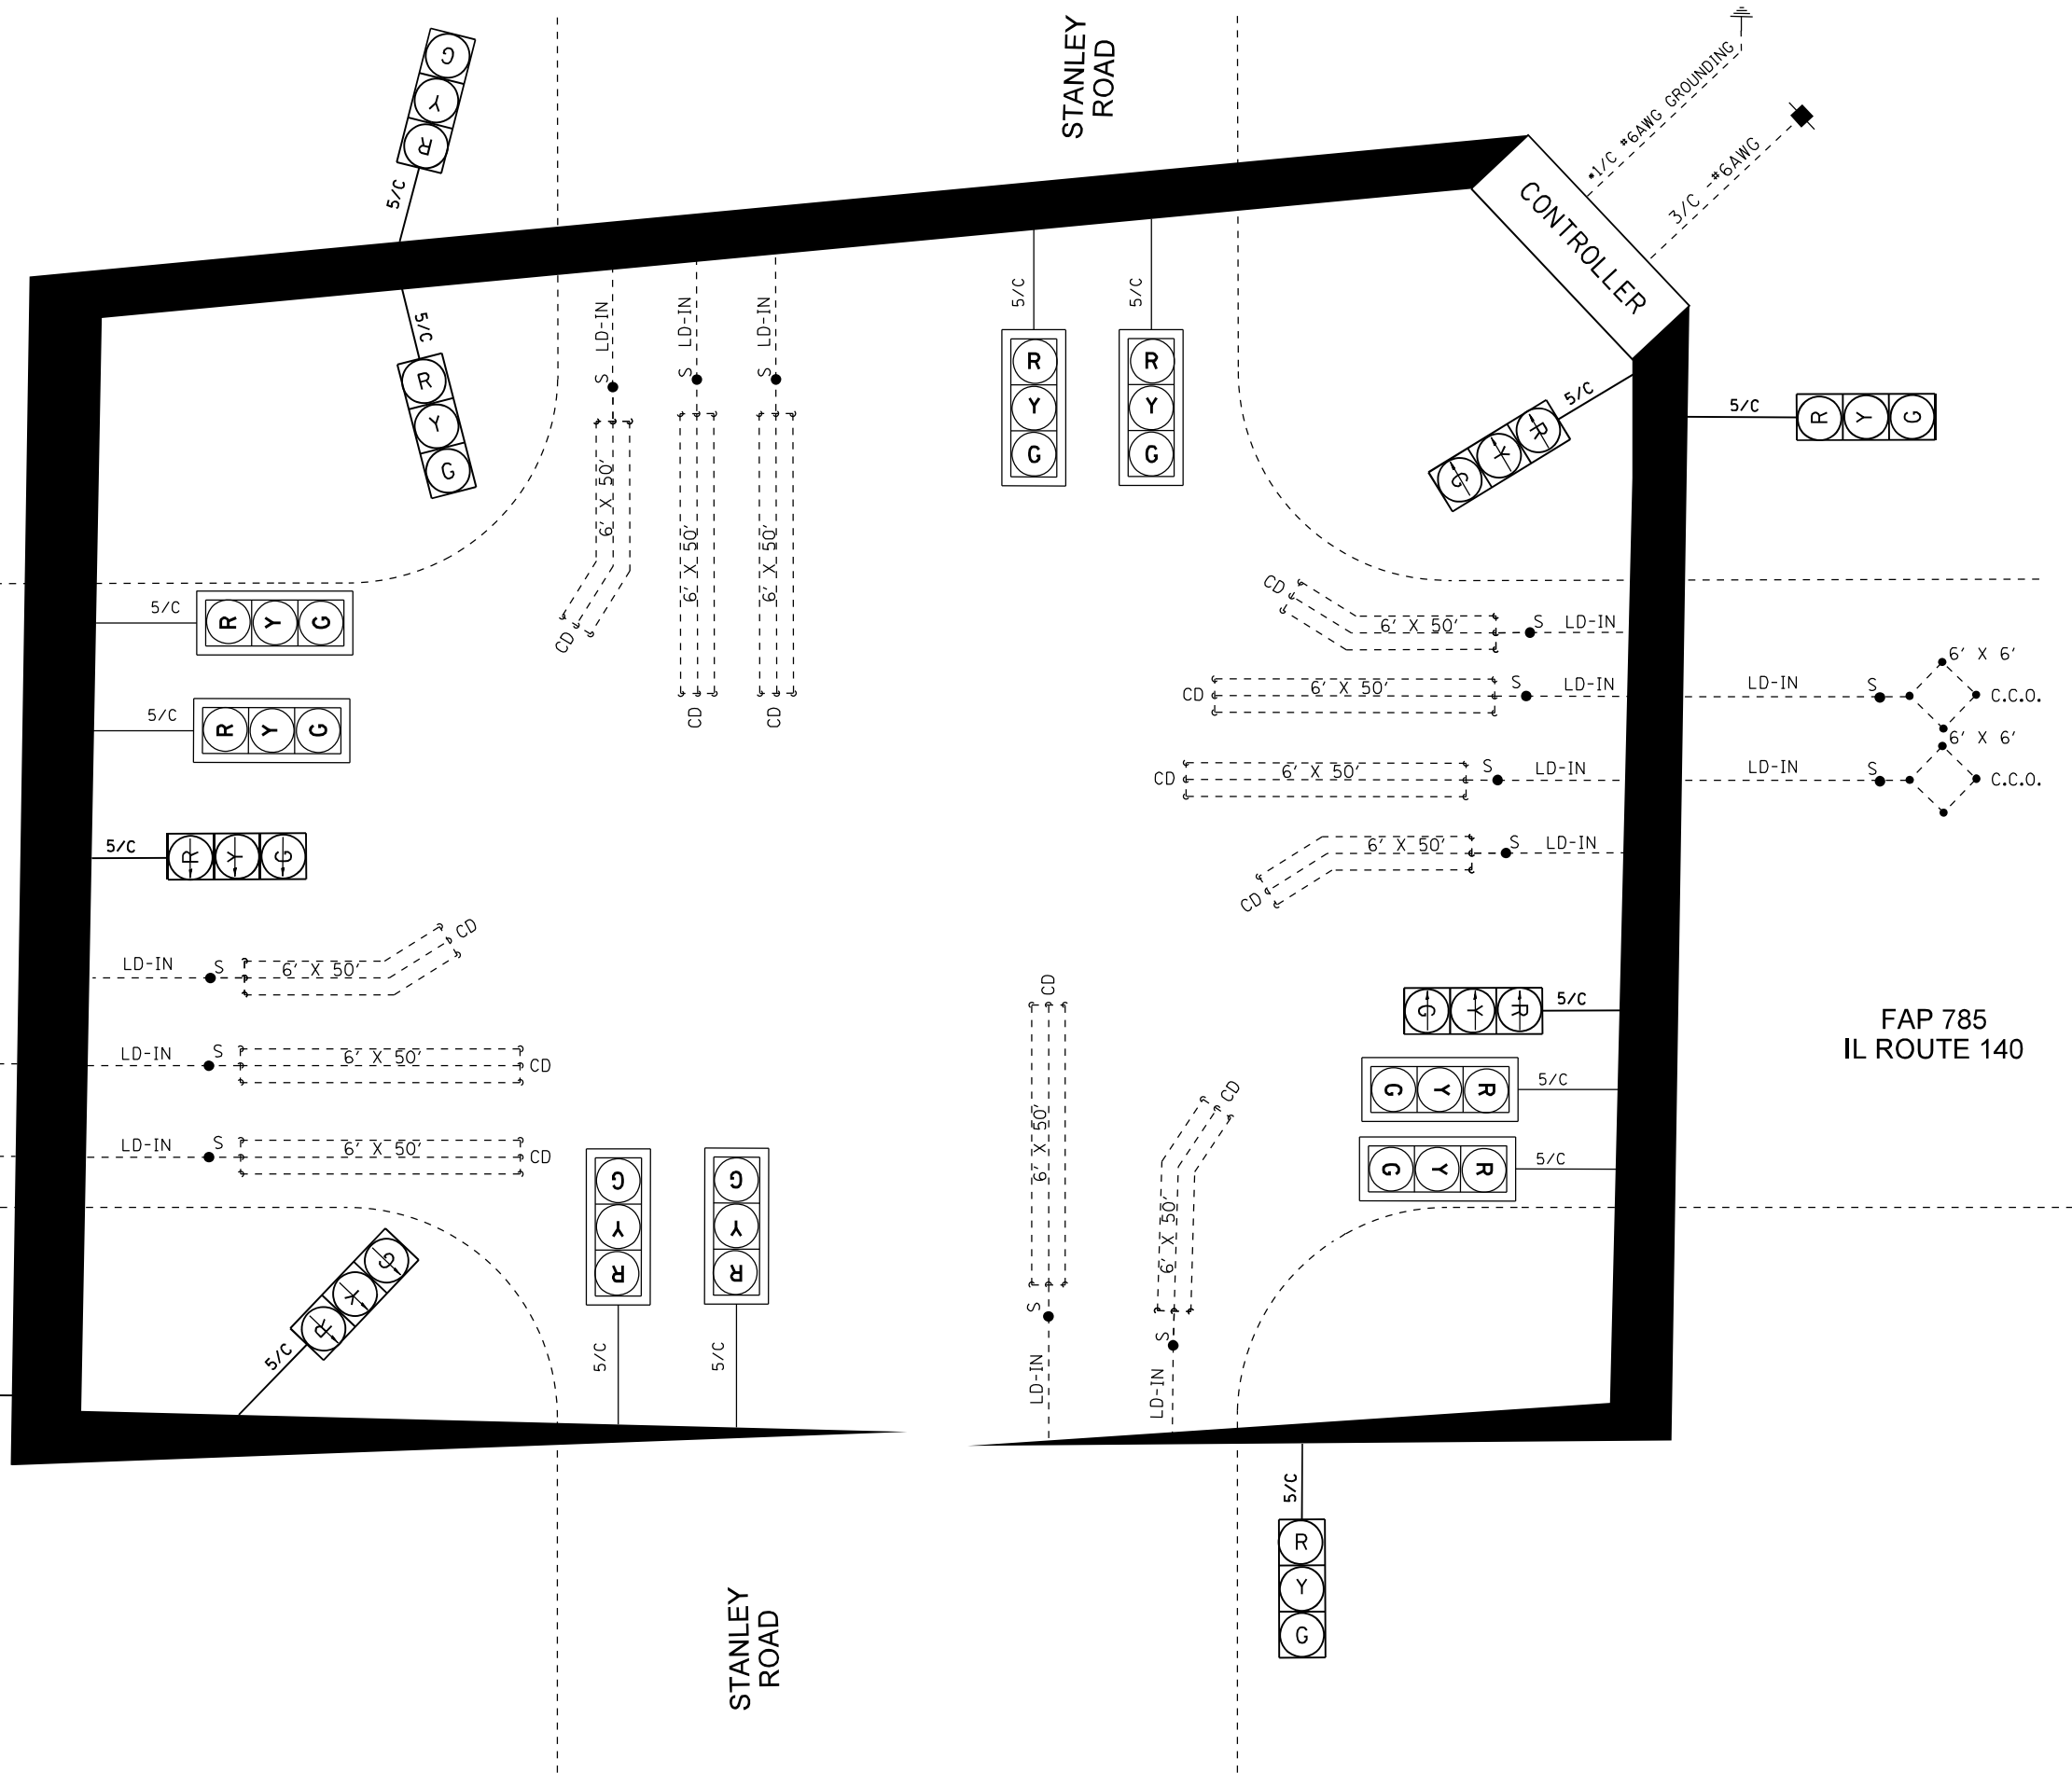 STANLEY
ROAD
*1/C #6AWG GROUNDING
3/C #6AWG
CONTROLLER
G
Y
R
5/C
5/C
R
Y
G
LD-IN
S
6' X 50'
CD
LD-IN
S
6' X 50'
CD
LD-IN
S
6' X 50'
CD
5/C
R
Y
G
5/C
R
Y
G
5/C
R Y G
5/C
R Y G
5/C
R Y G
5/C
R Y G
5/C
R Y G
CD 6' X 50' S LD-IN
CD 6' X 50' S LD-IN
LD-IN S 6' X 6'
C.C.O.
CD 6' X 50' S LD-IN
LD-IN S 6' X 6'
C.C.O.
CD 6' X 50' S LD-IN
LD-IN S 6' X 50' CD
LD-IN S 6' X 50' CD
LD-IN S 6' X 50' CD
G Y R 5/C
G Y R 5/C
G Y R 5/C
FAP 785
IL ROUTE 140
CD
6' X 50'
S
LD-IN
CD
6' X 50'
S
LD-IN
G
Y
R
5/C
G
Y
R
5/C
5/C
R Y G
5/C
R
Y
G
STANLEY
ROAD